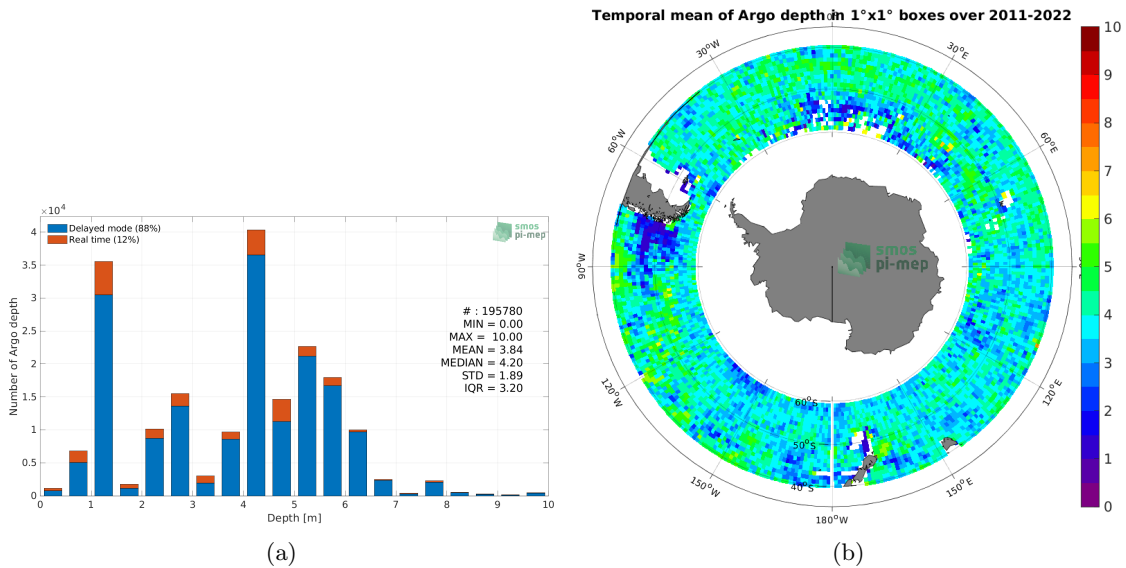 ×10⁴
Delayed mode (88%)
Real time (12%)
smos
pi-mep
# : 195780
MIN = 0.00
MAX = 10.00
MEAN = 3.84
MEDIAN = 4.20
STD = 1.89
IQR = 3.20
4
3.5
3
2.5
2
1.5
1
0.5
0
Number of Argo depth
0 1 2 3 4 5 6 7 8 9 10
Depth [m]
(a)
Temporal mean of Argo depth in 1°x1° boxes over 2011-2022
30°W
30°E
60°W
60°E
90°W
120°W
120°E
150°W
150°E
180°W
60°S
50°S
40°S
smos
pi-mep
10
9
8
7
6
5
4
3
2
1
0
(b)